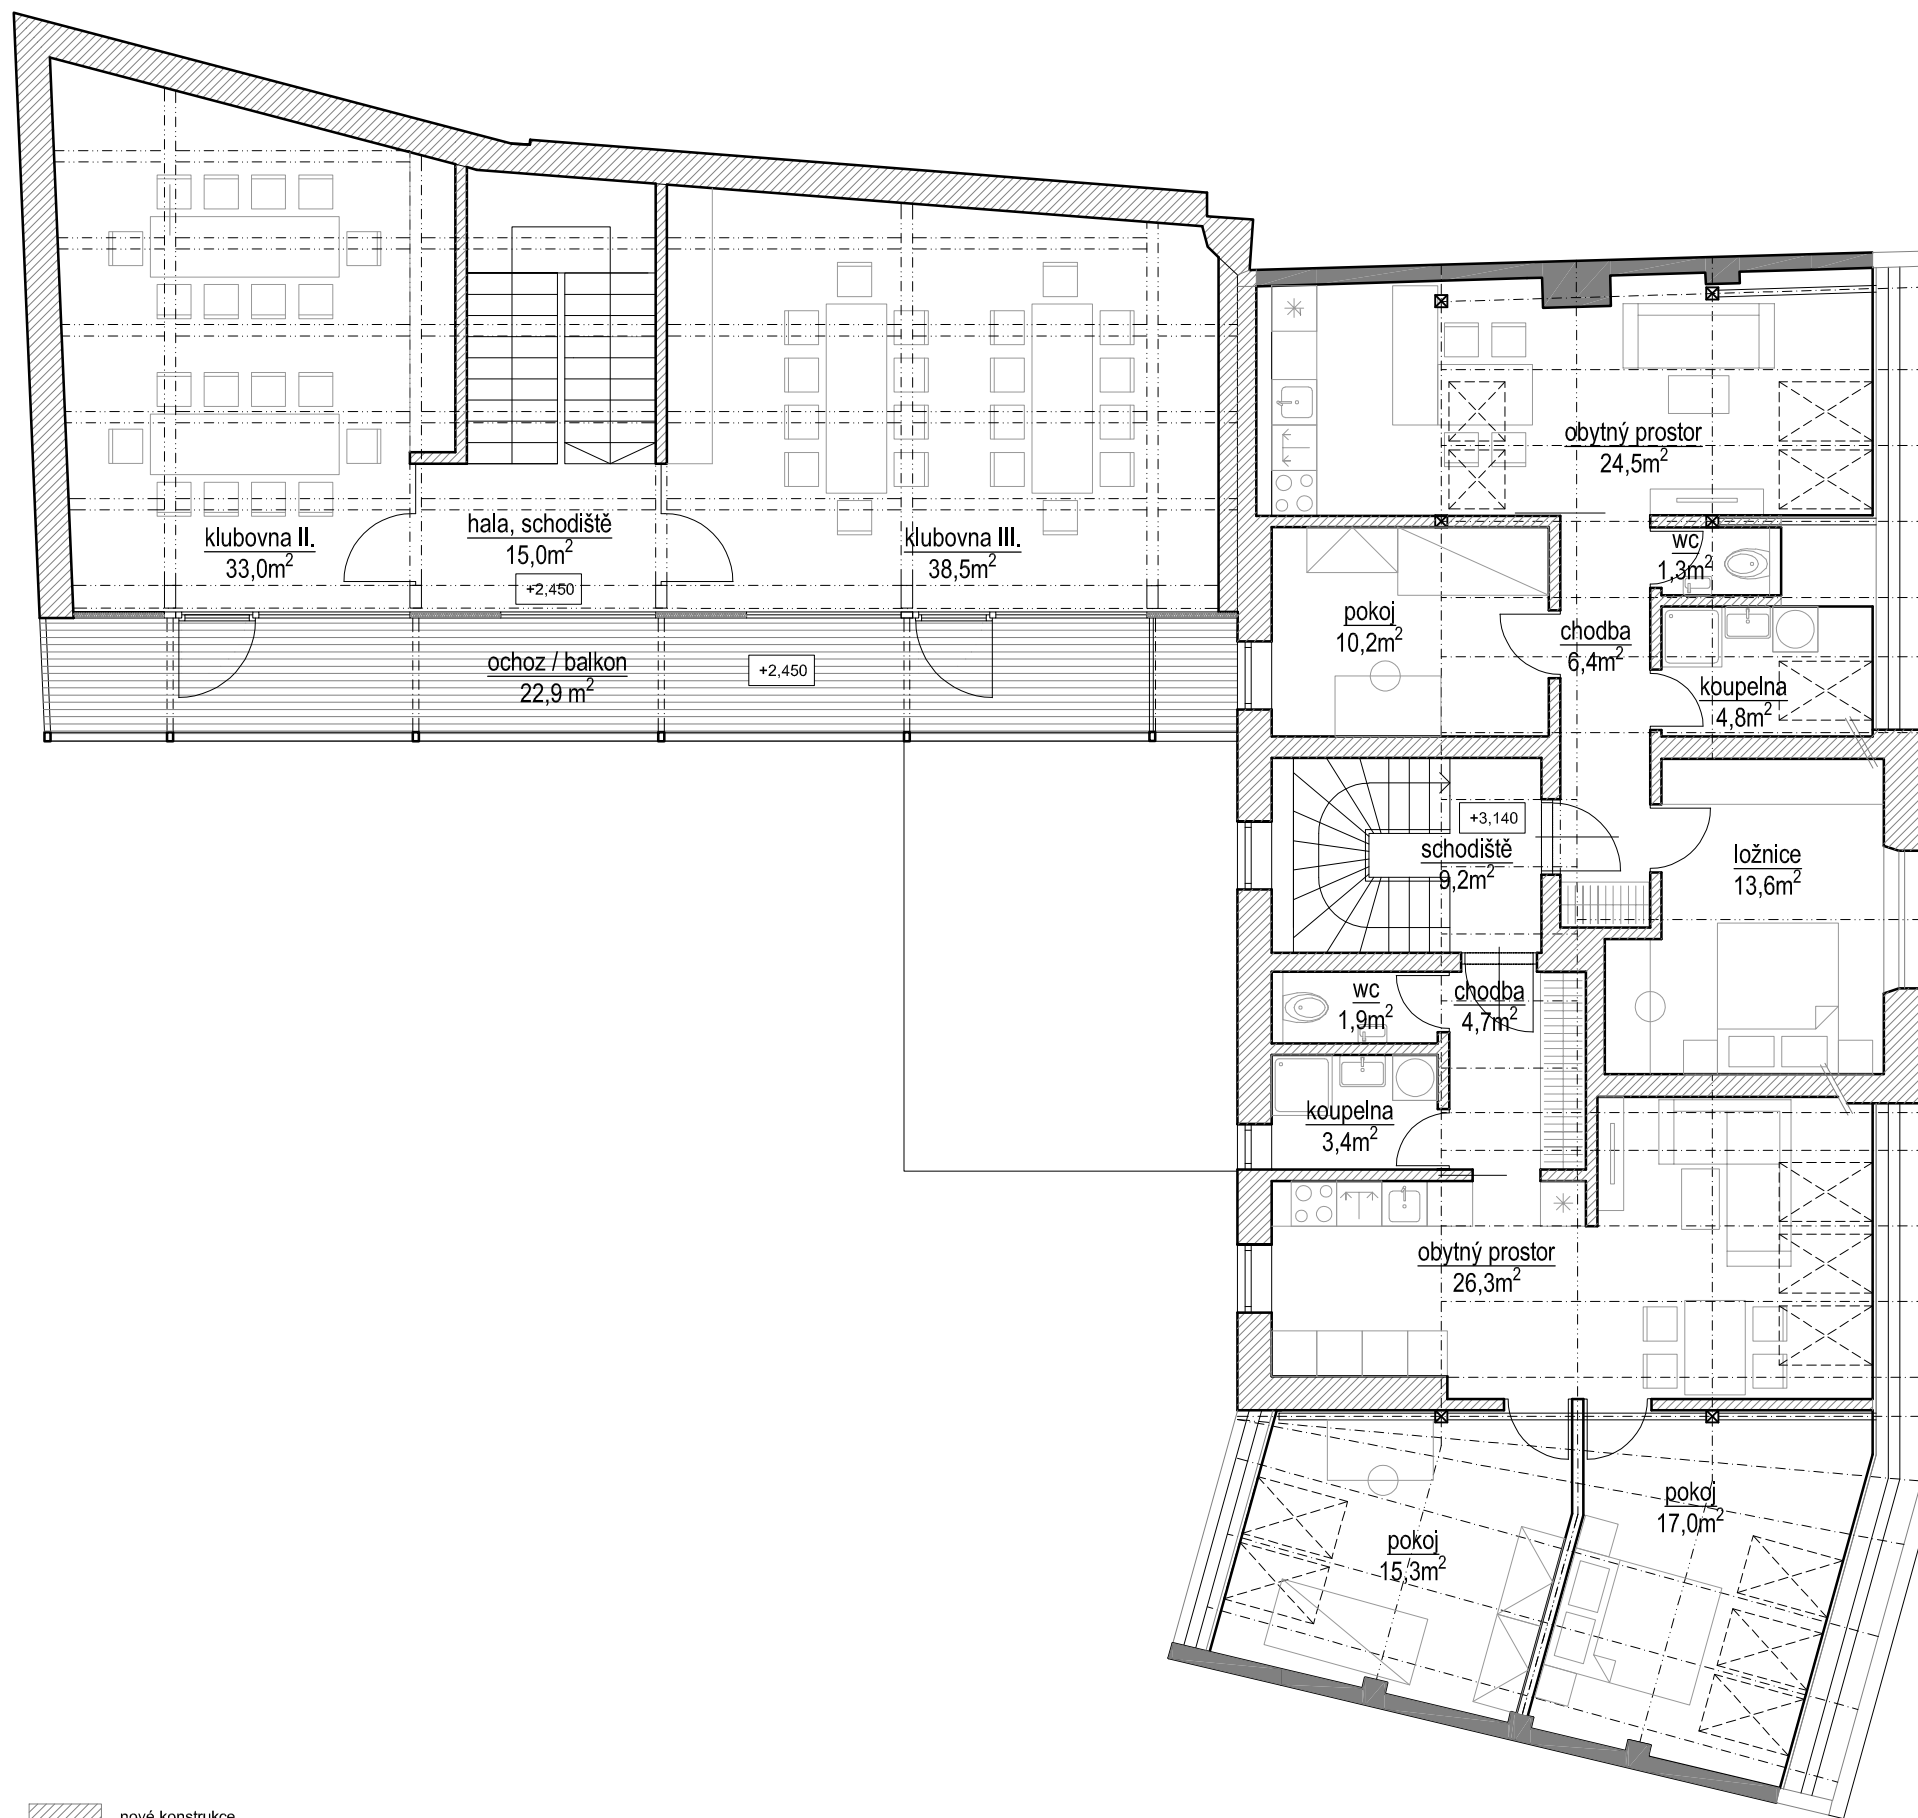 klubovna II.
33,0m²
hala, schodiště
15,0m²
+2,450
klubovna III.
38,5m²
ochoz / balkon
22,9 m²
+2,450
obytný prostor
24,5m²
wc
1,3m²
pokoj
10,2m²
chodba
6,4m²
koupelna
4,8m²
+3,140
schodiště
9,2m²
ložnice
13,6m²
wc
1,9m²
chodba
4,7m²
koupelna
3,4m²
obytný prostor
26,3m²
pokoj
17,0m²
pokoj
15,3m²
nové konstrukce